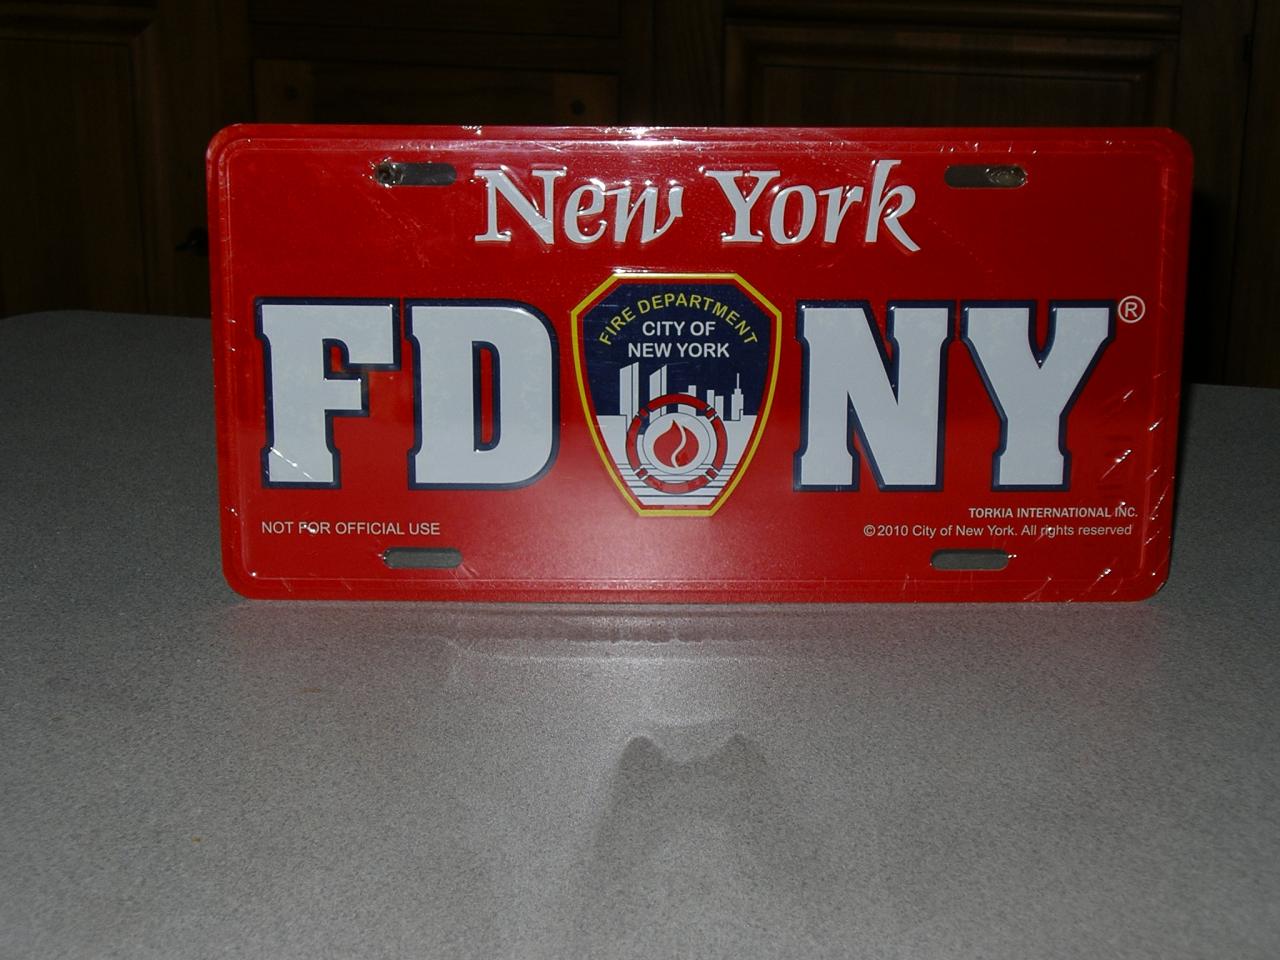 New York
FD NY®
FIRE DEPARTMENT
CITY OF
NEW YORK
TORKIA INTERNATIONAL INC.
NOT FOR OFFICIAL USE
©2010 City of New York. All rights reserved